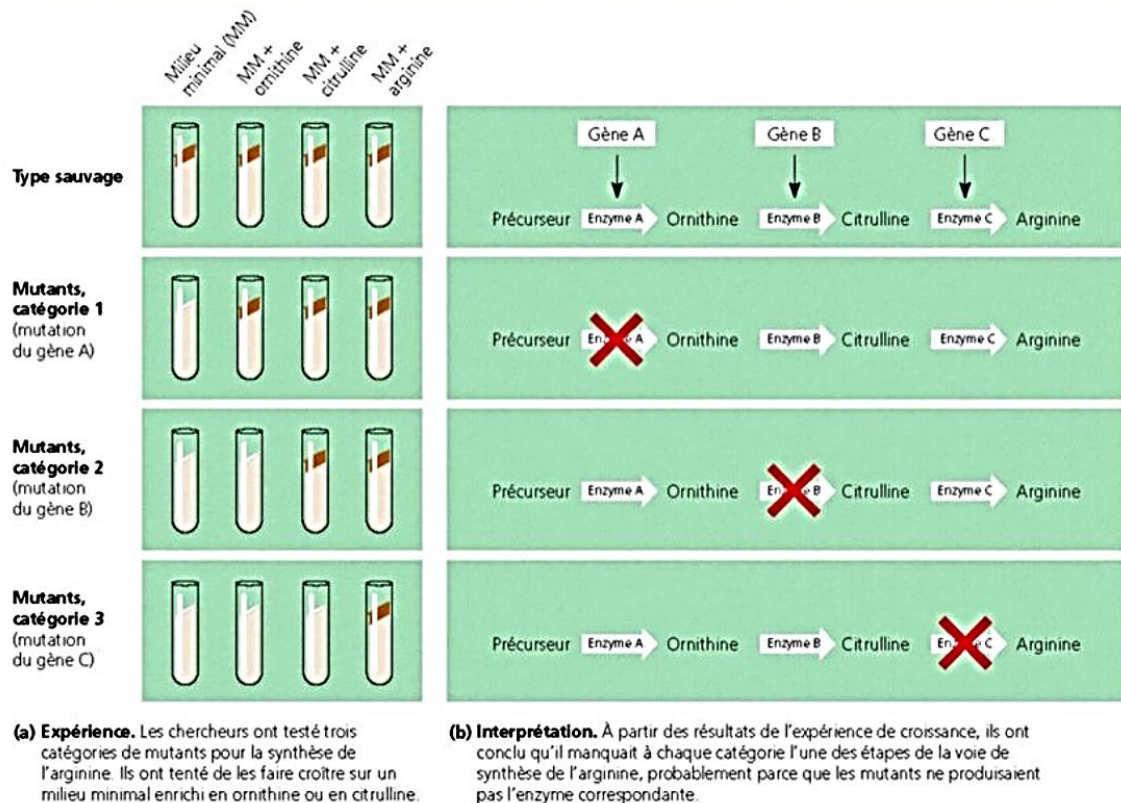 Milieu
minimal (MM)
MM +
ornithine
MM +
citrulline
MM +
arginine
Type sauvage
Gène A
Gène B
Gène C
Précurseur Enzyme A Ornithine Enzyme B Citrulline Enzyme C Arginine
Mutants,
catégorie 1
(mutation
du gène A)
Précurseur Enzyme A Ornithine Enzyme B Citrulline Enzyme C Arginine
Mutants,
catégorie 2
(mutation
du gène B)
Précurseur Enzyme A Ornithine Enzyme B Citrulline Enzyme C Arginine
Mutants,
catégorie 3
(mutation
du gène C)
Précurseur Enzyme A Ornithine Enzyme B Citrulline Enzyme C Arginine
(a) Expérience. Les chercheurs ont testé trois
catégories de mutants pour la synthèse de
l'arginine. Ils ont tenté de les faire croître sur un
milieu minimal enrichi en ornithine ou en citrulline.
(b) Interprétation. À partir des résultats de l'expérience de croissance, ils ont
conclu qu'il manquait à chaque catégorie l'une des étapes de la voie de
synthèse de l'arginine, probablement parce que les mutants ne produisaient
pas l'enzyme correspondante.